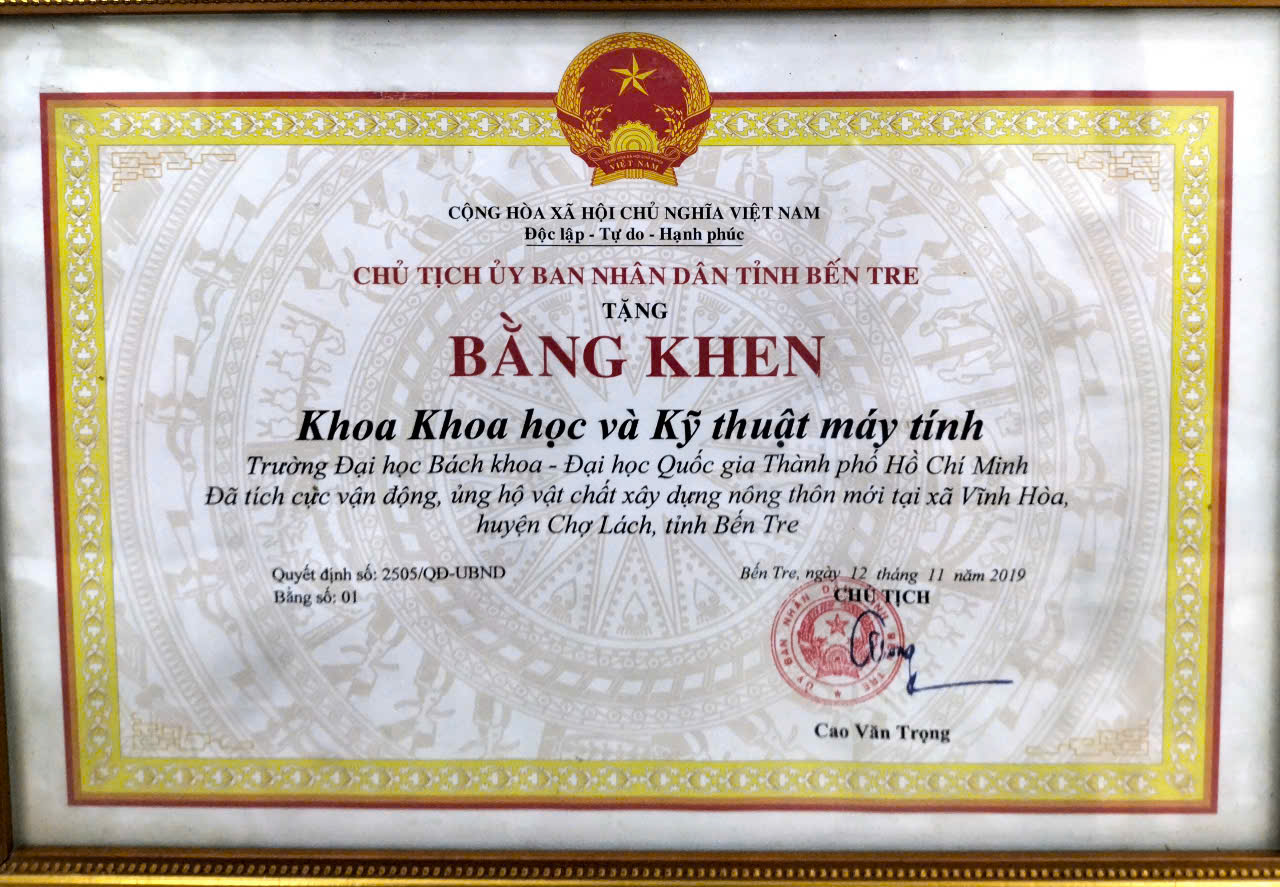 VIỆT NAM
CỘNG HÒA XÃ HỘI CHỦ NGHĨA VIỆT NAM
Độc lập - Tự do - Hạnh phúc
CHỦ TỊCH ỦY BAN NHÂN DÂN TỈNH BẾN TRE
TẶNG
BẰNG KHEN
Khoa Khoa học và Kỹ thuật máy tính
Trường Đại học Bách khoa - Đại học Quốc gia Thành phố Hồ Chí Minh
Đã tích cực vận động, ủng hộ vật chất xây dựng nông thôn mới tại xã Vĩnh Hòa,
huyện Chợ Lách, tỉnh Bến Tre
Quyết định số: 2505/QĐ-UBND
Bằng số: 01
Bến Tre, ngày 12 tháng 11 năm 2019
CHỦ TỊCH
ỦY BAN NHÂN DÂN TỈNH BẾN TRE
Cao Văn Trọng